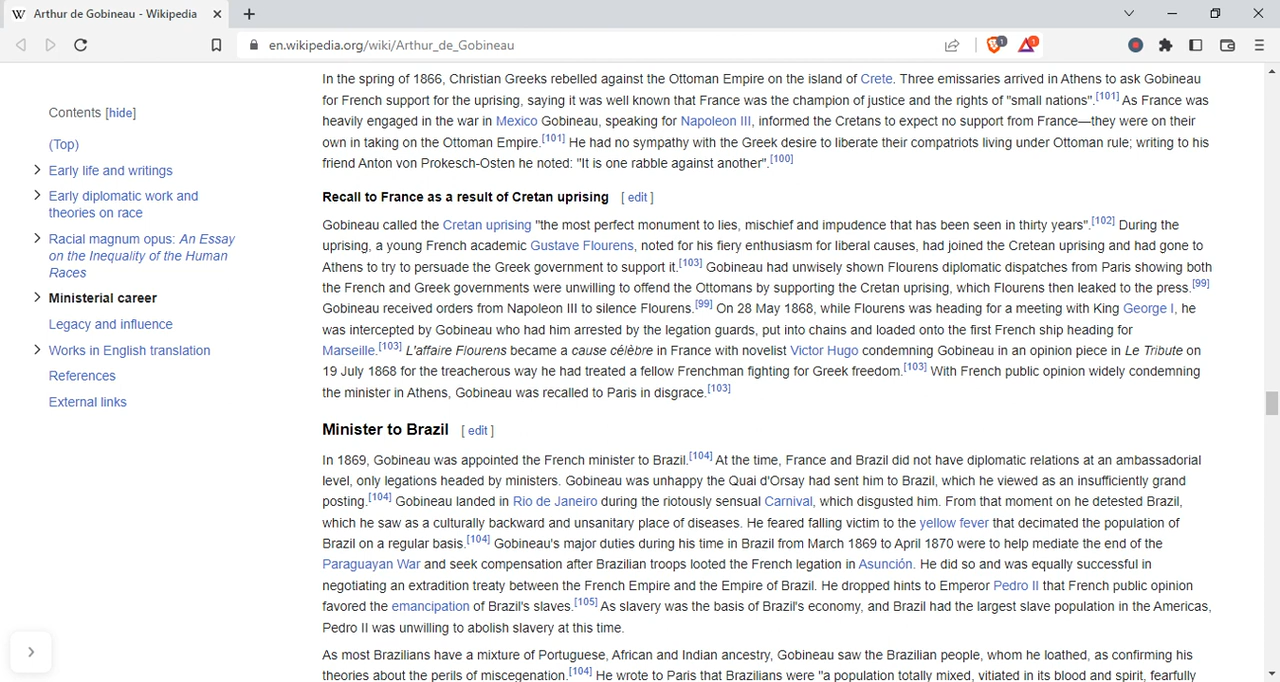 Arthur de Gobineau - Wikipedia
en.wikipedia.org/wiki/Arthur_de_Gobineau
1
1
Contents [hide]
(Top)
Early life and writings
Early diplomatic work and
theories on race
Racial magnum opus: An Essay
on the Inequality of the Human
Races
Ministerial career
Legacy and influence
Works in English translation
References
External links
In the spring of 1866, Christian Greeks rebelled against the Ottoman Empire on the island of Crete. Three emissaries arrived in Athens to ask Gobineau
for French support for the uprising, saying it was well known that France was the champion of justice and the rights of "small nations".[101] As France was
heavily engaged in the war in Mexico Gobineau, speaking for Napoleon III, informed the Cretans to expect no support from France—they were on their
own in taking on the Ottoman Empire.[101] He had no sympathy with the Greek desire to liberate their compatriots living under Ottoman rule; writing to his
friend Anton von Prokesch-Osten he noted: "It is one rabble against another".[100]
Recall to France as a result of Cretan uprising [ edit ]
Gobineau called the Cretan uprising "the most perfect monument to lies, mischief and impudence that has been seen in thirty years".[102] During the
uprising, a young French academic Gustave Flourens, noted for his fiery enthusiasm for liberal causes, had joined the Cretean uprising and had gone to
Athens to try to persuade the Greek government to support it.[103] Gobineau had unwisely shown Flourens diplomatic dispatches from Paris showing both
the French and Greek governments were unwilling to offend the Ottomans by supporting the Cretan uprising, which Flourens then leaked to the press.[99]
Gobineau received orders from Napoleon III to silence Flourens.[99] On 28 May 1868, while Flourens was heading for a meeting with King George I, he
was intercepted by Gobineau who had him arrested by the legation guards, put into chains and loaded onto the first French ship heading for
Marseille.[103] L'affaire Flourens became a cause célèbre in France with novelist Victor Hugo condemning Gobineau in an opinion piece in Le Tribute on
19 July 1868 for the treacherous way he had treated a fellow Frenchman fighting for Greek freedom.[103] With French public opinion widely condemning
the minister in Athens, Gobineau was recalled to Paris in disgrace.[103]
Minister to Brazil [ edit ]
In 1869, Gobineau was appointed the French minister to Brazil.[104] At the time, France and Brazil did not have diplomatic relations at an ambassadorial
level, only legations headed by ministers. Gobineau was unhappy the Quai d'Orsay had sent him to Brazil, which he viewed as an insufficiently grand
posting.[104] Gobineau landed in Rio de Janeiro during the riotously sensual Carnival, which disgusted him. From that moment on he detested Brazil,
which he saw as a culturally backward and unsanitary place of diseases. He feared falling victim to the yellow fever that decimated the population of
Brazil on a regular basis.[104] Gobineau's major duties during his time in Brazil from March 1869 to April 1870 were to help mediate the end of the
Paraguayan War and seek compensation after Brazilian troops looted the French legation in Asunción. He did so and was equally successful in
negotiating an extradition treaty between the French Empire and the Empire of Brazil. He dropped hints to Emperor Pedro II that French public opinion
favored the emancipation of Brazil's slaves.[105] As slavery was the basis of Brazil's economy, and Brazil had the largest slave population in the Americas,
Pedro II was unwilling to abolish slavery at this time.
As most Brazilians have a mixture of Portuguese, African and Indian ancestry, Gobineau saw the Brazilian people, whom he loathed, as confirming his
theories about the perils of miscegenation.[104] He wrote to Paris that Brazilians were "a population totally mixed, vitiated in its blood and spirit, fearfully